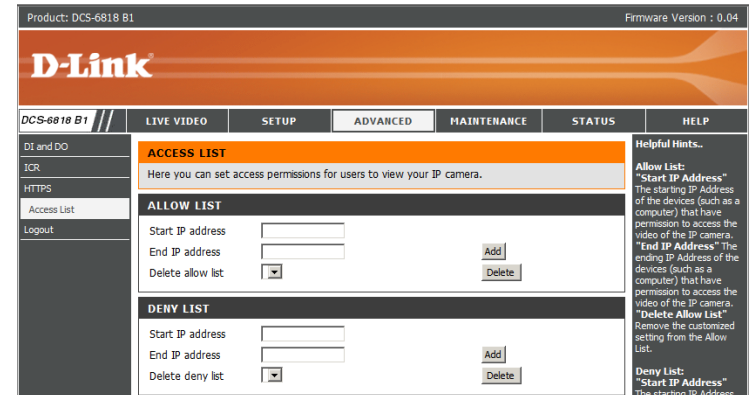 Product: DCS-6818 B1
Firmware Version : 0.04
D-Link
DCS-6818 B1
LIVE VIDEO
SETUP
ADVANCED
MAINTENANCE
STATUS
HELP
DI and DO
ICR
HTTPS
Access List
Logout
ACCESS LIST
Here you can set access permissions for users to view your IP camera.
ALLOW LIST
Start IP address
End IP address
Add
Delete allow list
Delete
DENY LIST
Start IP address
End IP address
Add
Delete deny list
Delete
Helpful Hints..
Allow List:
"Start IP Address"
The starting IP Address
of the devices (such as a
computer) that have
permission to access the
video of the IP camera.
"End IP Address" The
ending IP Address of the
devices (such as a
computer) that have
permission to access the
video of the IP camera.
"Delete Allow List"
Remove the customized
setting from the Allow
List.
Deny List:
"Start IP Address"
The starting IP Address